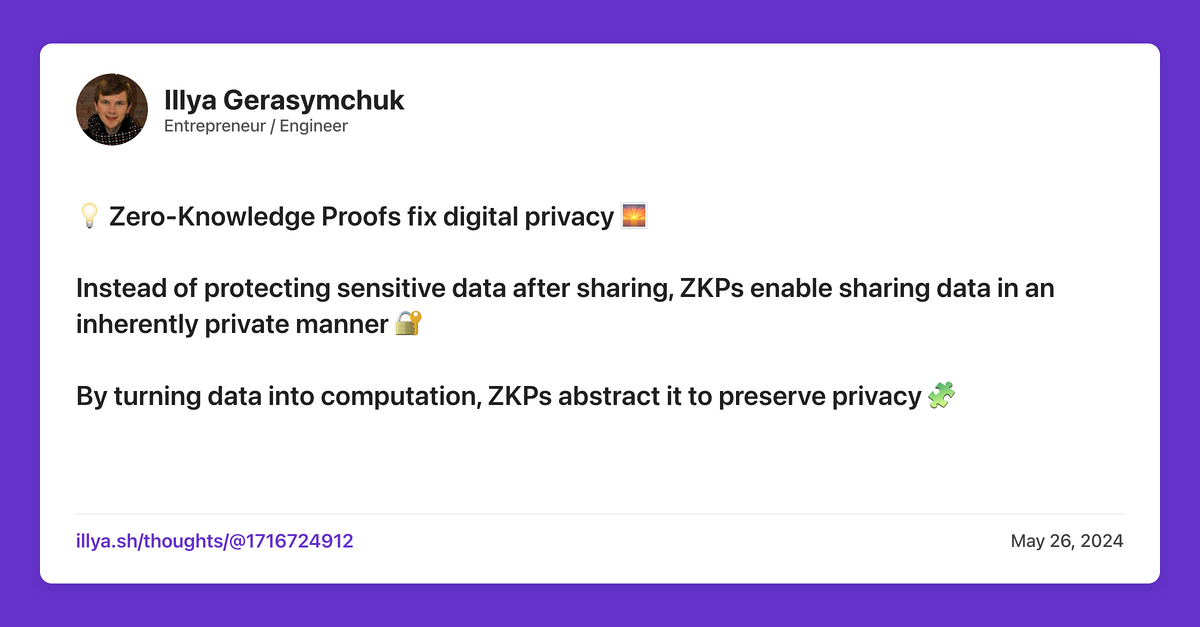 Illya Gerasymchuk
Entrepreneur / Engineer
💡 Zero-Knowledge Proofs fix digital privacy 🌅
Instead of protecting sensitive data after sharing, ZKPs enable sharing data in an
inherently private manner 🔐
By turning data into computation, ZKPs abstract it to preserve privacy 🧩
illya.sh/thoughts/@1716724912
May 26, 2024